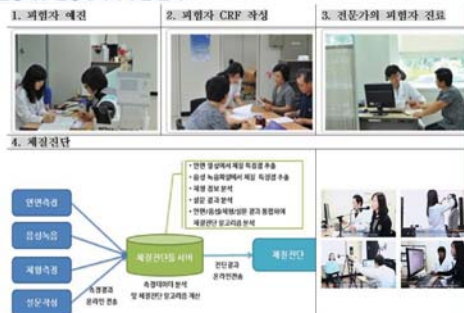 1. 피험자 예진
2. 피험자 CRF 작성
3. 전문가의 피험자 진료
4. 체질진단
• 안면 영상에서 체질 특징점 추출
• 음성 녹음파일에서 체질 특징점 추출
• 체형 정보 분석
• 설문 결과 분석
• 안면/음성/체형/설문 결과 통합하여
체질진단 알고리즘 분석
안면측정
음성녹음
체형측정
설문작성
측정결과
온라인 전송
체질진단툴 서버
측정데이터 분석
및 체질진단 알고리즘 계산
진단결과
온라인전송
체질진단